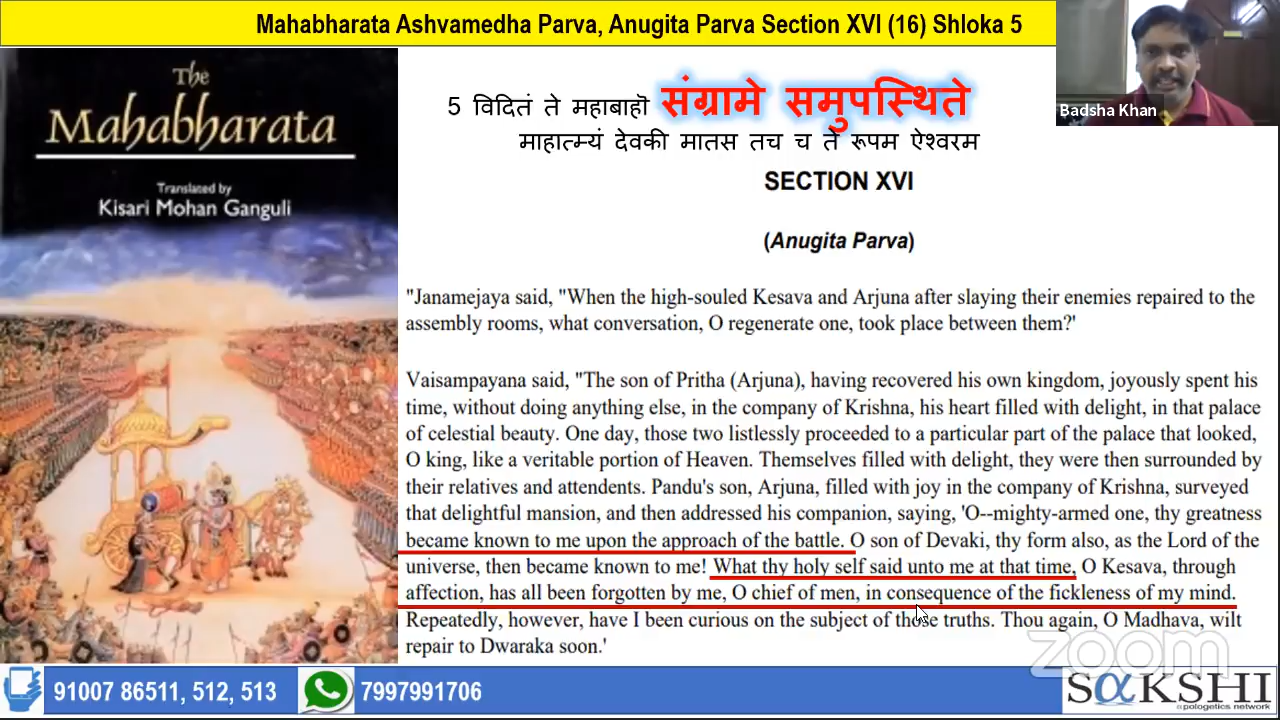 Mahabharata Ashvamedha Parva, Anugita Parva Section XVI (16) Shloka 5
Badsha Khan
The
Mahabharata
Translated by
Kisari Mohan Ganguli
5 विदितं ते महाबाहॊ संग्रामे समुपस्थिते
माहात्म्यं देवकी मातस तच च ते रूपम ऐश्वरम
SECTION XVI
(Anugita Parva)
"Janamejaya said, "When the high-souled Kesava and Arjuna after slaying their enemies repaired to the
assembly rooms, what conversation, O regenerate one, took place between them?'
Vaisampayana said, "The son of Pritha (Arjuna), having recovered his own kingdom, joyously spent his
time, without doing anything else, in the company of Krishna, his heart filled with delight, in that palace
of celestial beauty. One day, those two listlessly proceeded to a particular part of the palace that looked,
O king, like a veritable portion of Heaven. Themselves filled with delight, they were then surrounded by
their relatives and attendents. Pandu's son, Arjuna, filled with joy in the company of Krishna, surveyed
that delightful mansion, and then addressed his companion, saying, 'O--mighty-armed one, thy greatness
became known to me upon the approach of the battle. O son of Devaki, thy form also, as the Lord of the
universe, then became known to me! What thy holy self said unto me at that time, O Kesava, through
affection, has all been forgotten by me, O chief of men, in consequence of the fickleness of my mind.
Repeatedly, however, have I been curious on the subject of those truths. Thou again, O Madhava, wilt
repair to Dwaraka soon.'
zoom
91007 86511, 512, 513
7997991706
SαKSHI
apologetics network